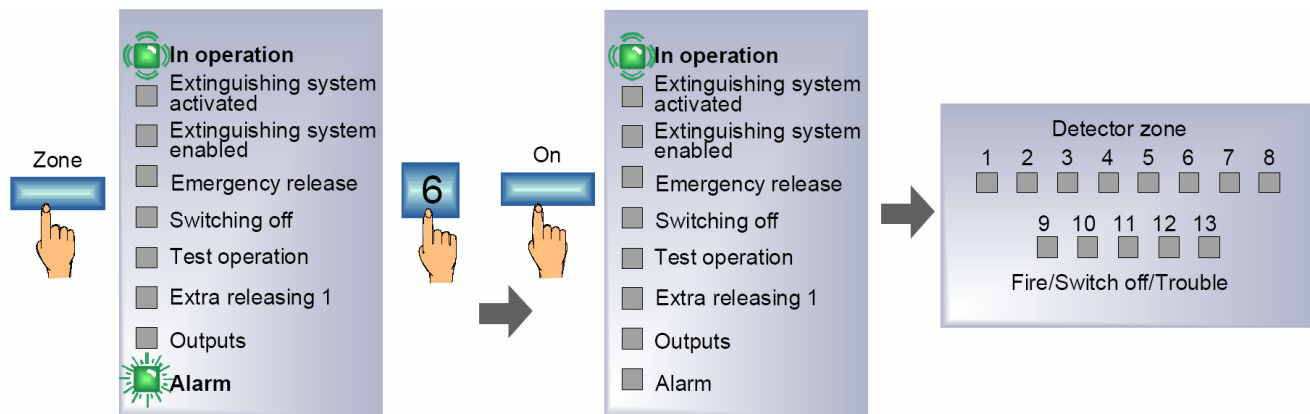 Zone
In operation
Extinguishing system
activated
Extinguishing system
enabled
Emergency release
Switching off
Test operation
Extra releasing 1
Outputs
Alarm
6
On
In operation
Extinguishing system
activated
Extinguishing system
enabled
Emergency release
Switching off
Test operation
Extra releasing 1
Outputs
Alarm
Detector zone
1 2 3 4 5 6 7 8
9 10 11 12 13
Fire/Switch off/Trouble